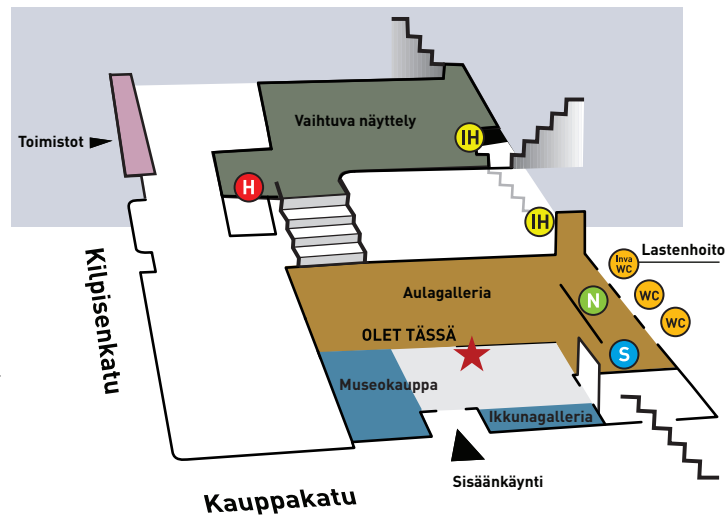 Vaihtuva näyttely
IH
Toimistot
H
IH
Lastenhoito
Inva
WC
Kilpisenkatu
Aulagalleria
N
WC
WC
OLET TÄSSÄ
S
Museokauppa
Ikkunagalleria
Sisäänkäynti
Kauppakatu